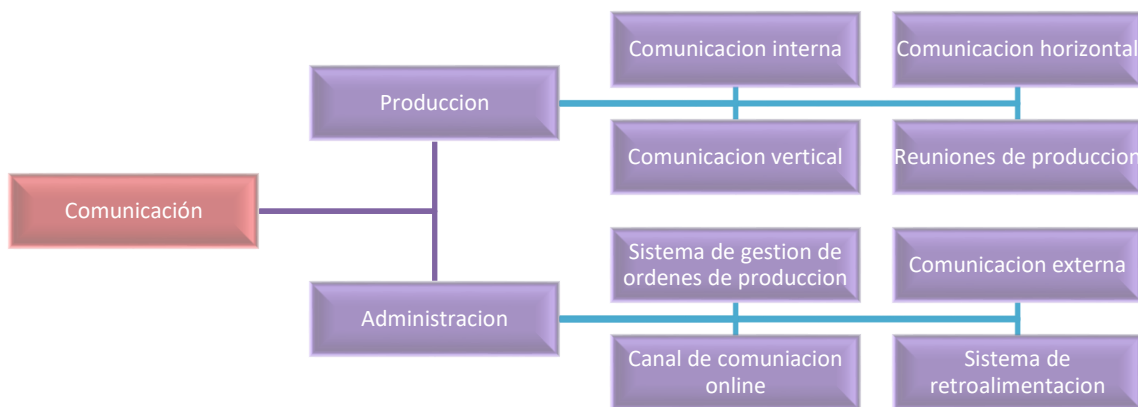 Comunicación
Produccion
Comunicacion interna
Comunicacion horizontal
Comunicacion vertical
Reuniones de produccion
Administracion
Sistema de gestion de
ordenes de produccion
Comunicacion externa
Canal de comuniacion
online
Sistema de
retroalimentacion